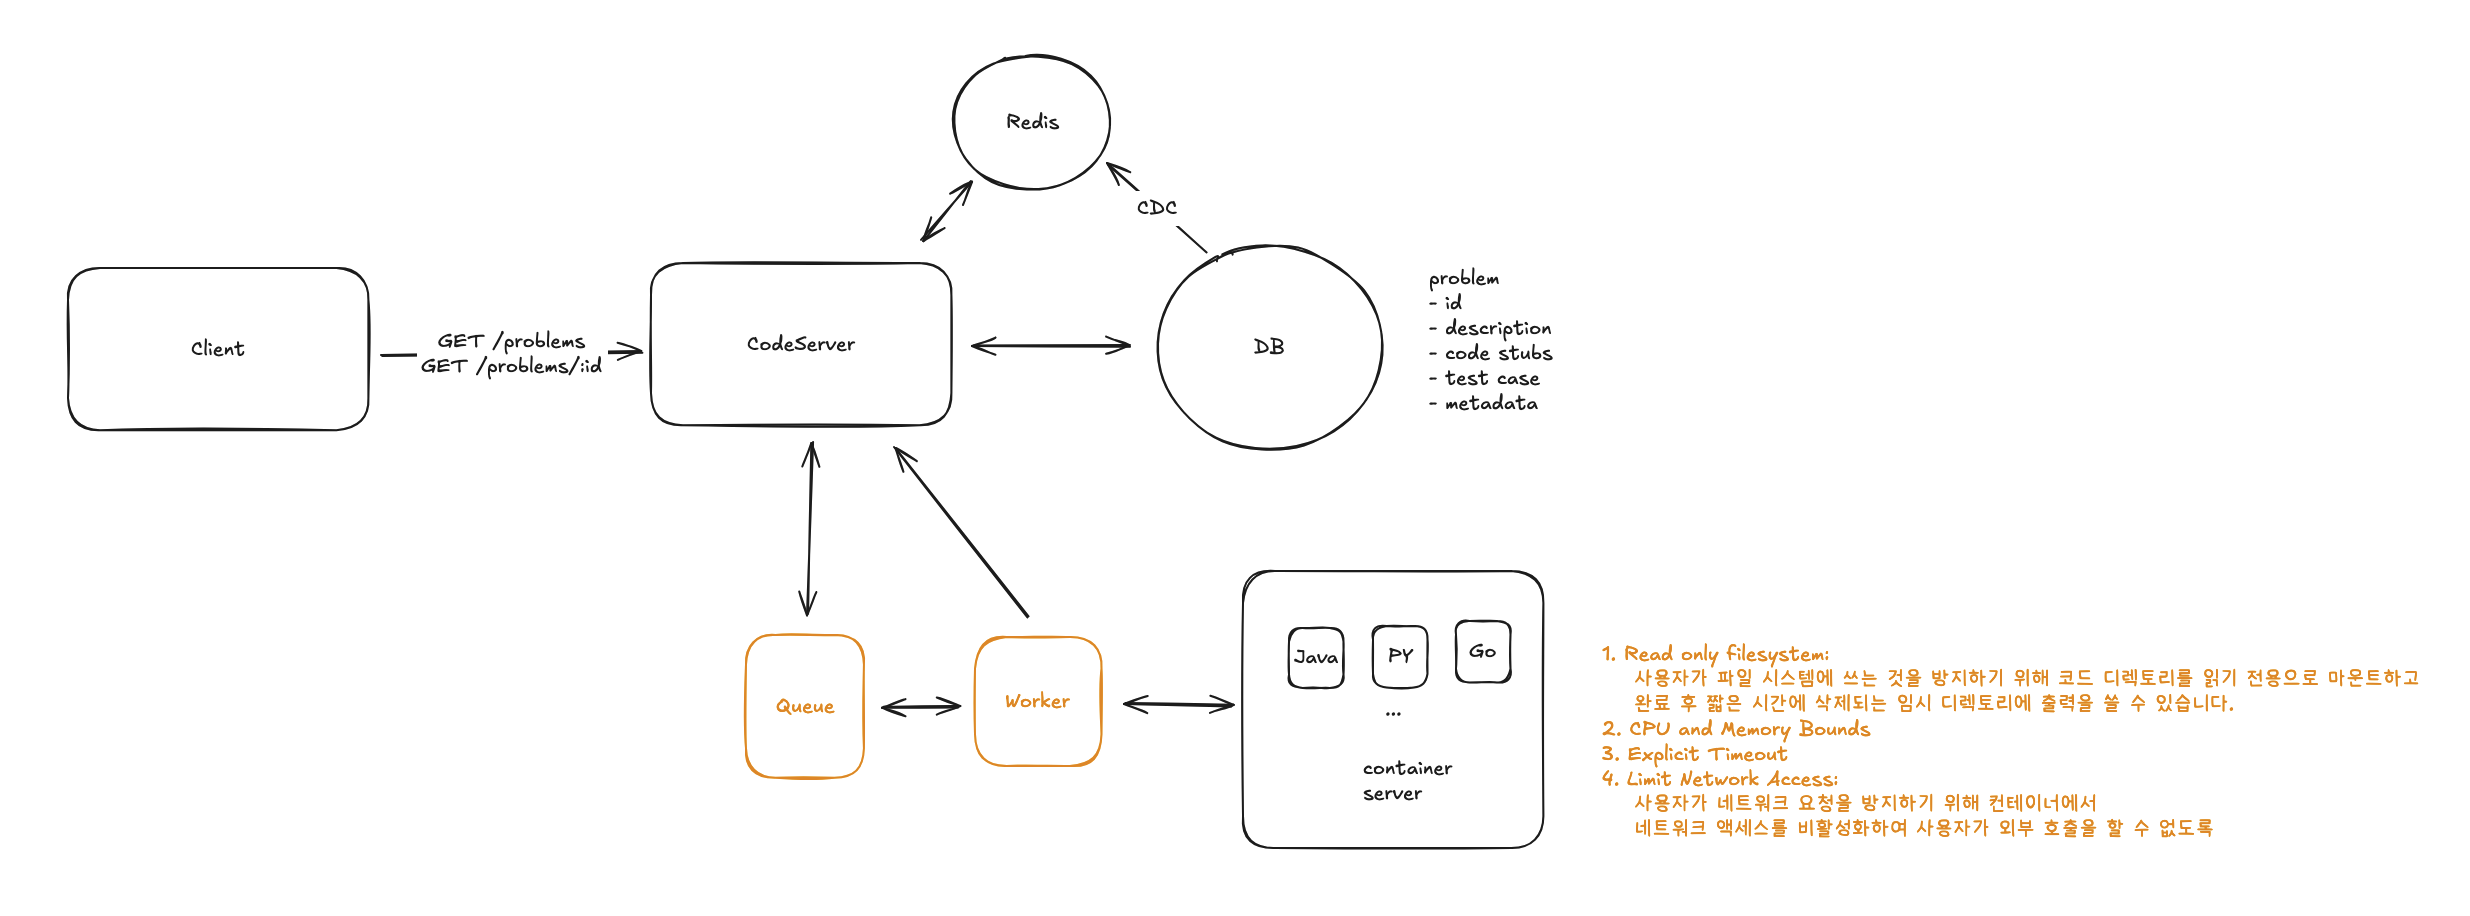 Redis
CDC
Client
GET /problems
GET /problems/:id
CodeServer
DB
problem
- id
- description
- code stubs
- test case
- metadata
Queue
Worker
Java
PY
Go
...
container
server
1. Read only filesystem:
사용자가 파일 시스템에 쓰는 것을 방지하기 위해 코드 디렉토리를 읽기 전용으로 마운트하고
완료 후 짧은 시간에 삭제되는 임시 디렉토리에 출력을 쓸 수 있습니다.
2. CPU and Memory Bounds
3. Explicit Timeout
4. Limit Network Access:
사용자가 네트워크 요청을 방지하기 위해 컨테이너에서
네트워크 액세스를 비활성화하여 사용자가 외부 호출을 할 수 없도록